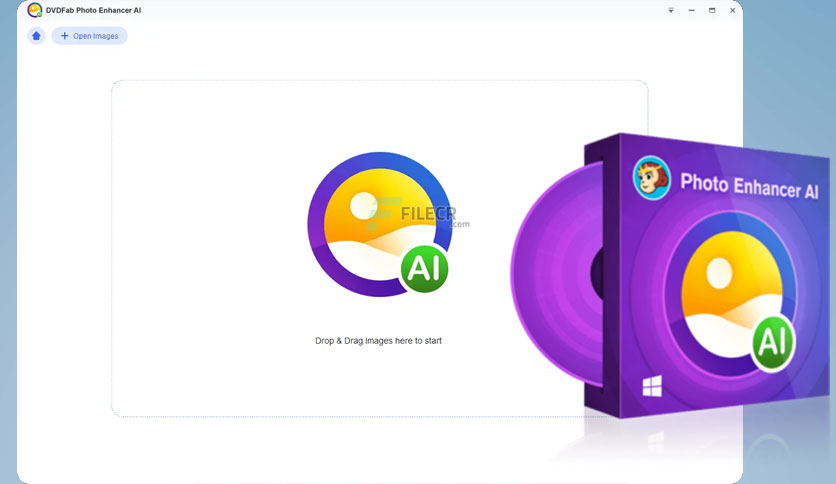 DVDFab Photo Enhancer AI
Open Images
FILECR
.com
AI
Drop & Drag Images here to start
Photo Enhancer AI
AI